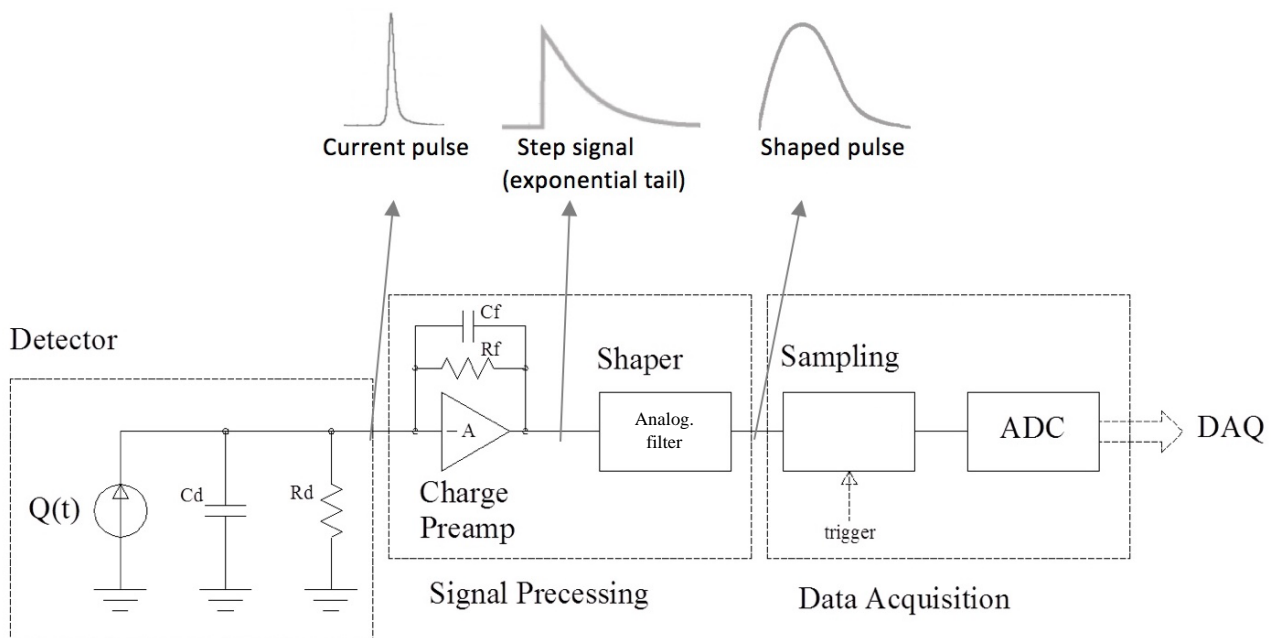 Current pulse
Step signal
(exponential tail)
Shaped pulse
Detector
Cf
Rf
Shaper
Sampling
Analog.
filter
– A
ADC
DAQ
Q(t)
Cd
Rd
Charge
Preamp
trigger
Signal Precessing
Data Acquisition